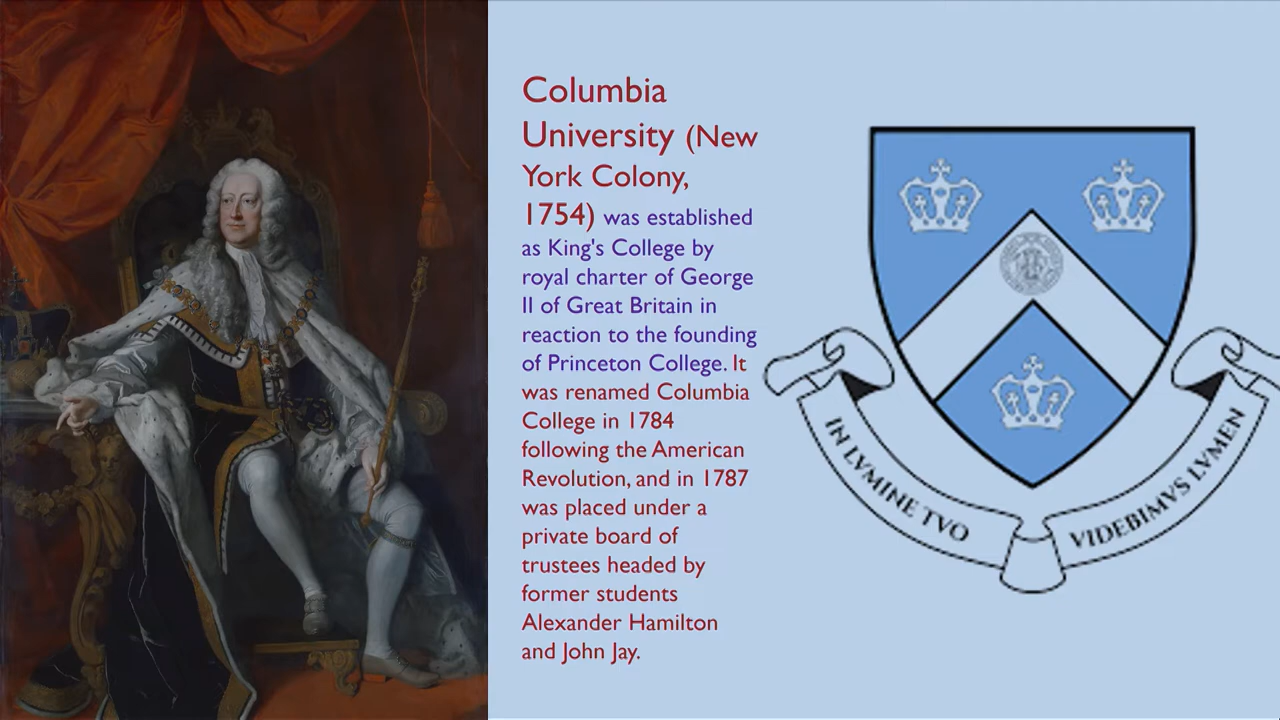 Columbia
University (New
York Colony,
1754) was established
as King's College by
royal charter of George
II of Great Britain in
reaction to the founding
of Princeton College. It
was renamed Columbia
College in 1784
following the American
Revolution, and in 1787
was placed under a
private board of
trustees headed by
former students
Alexander Hamilton
and John Jay.
IN LVMINE TVO
VIDEBIMVS LVMEN